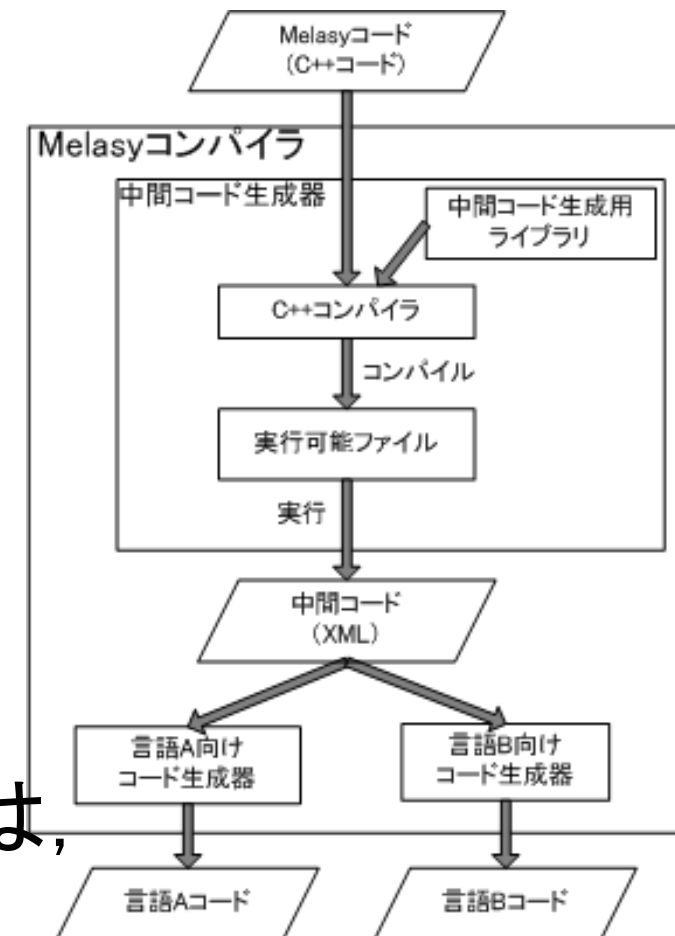 Melasyコード
(C++コード)
Melasyコンパイラ
中間コード生成器
中間コード生成用
ライブラリ
C++コンパイラ
コンパイル
実行可能ファイル
実行
中間コード
(XML)
言語A向け
コード生成器
言語B向け
コード生成器
は,
言語Aコード
言語Bコード